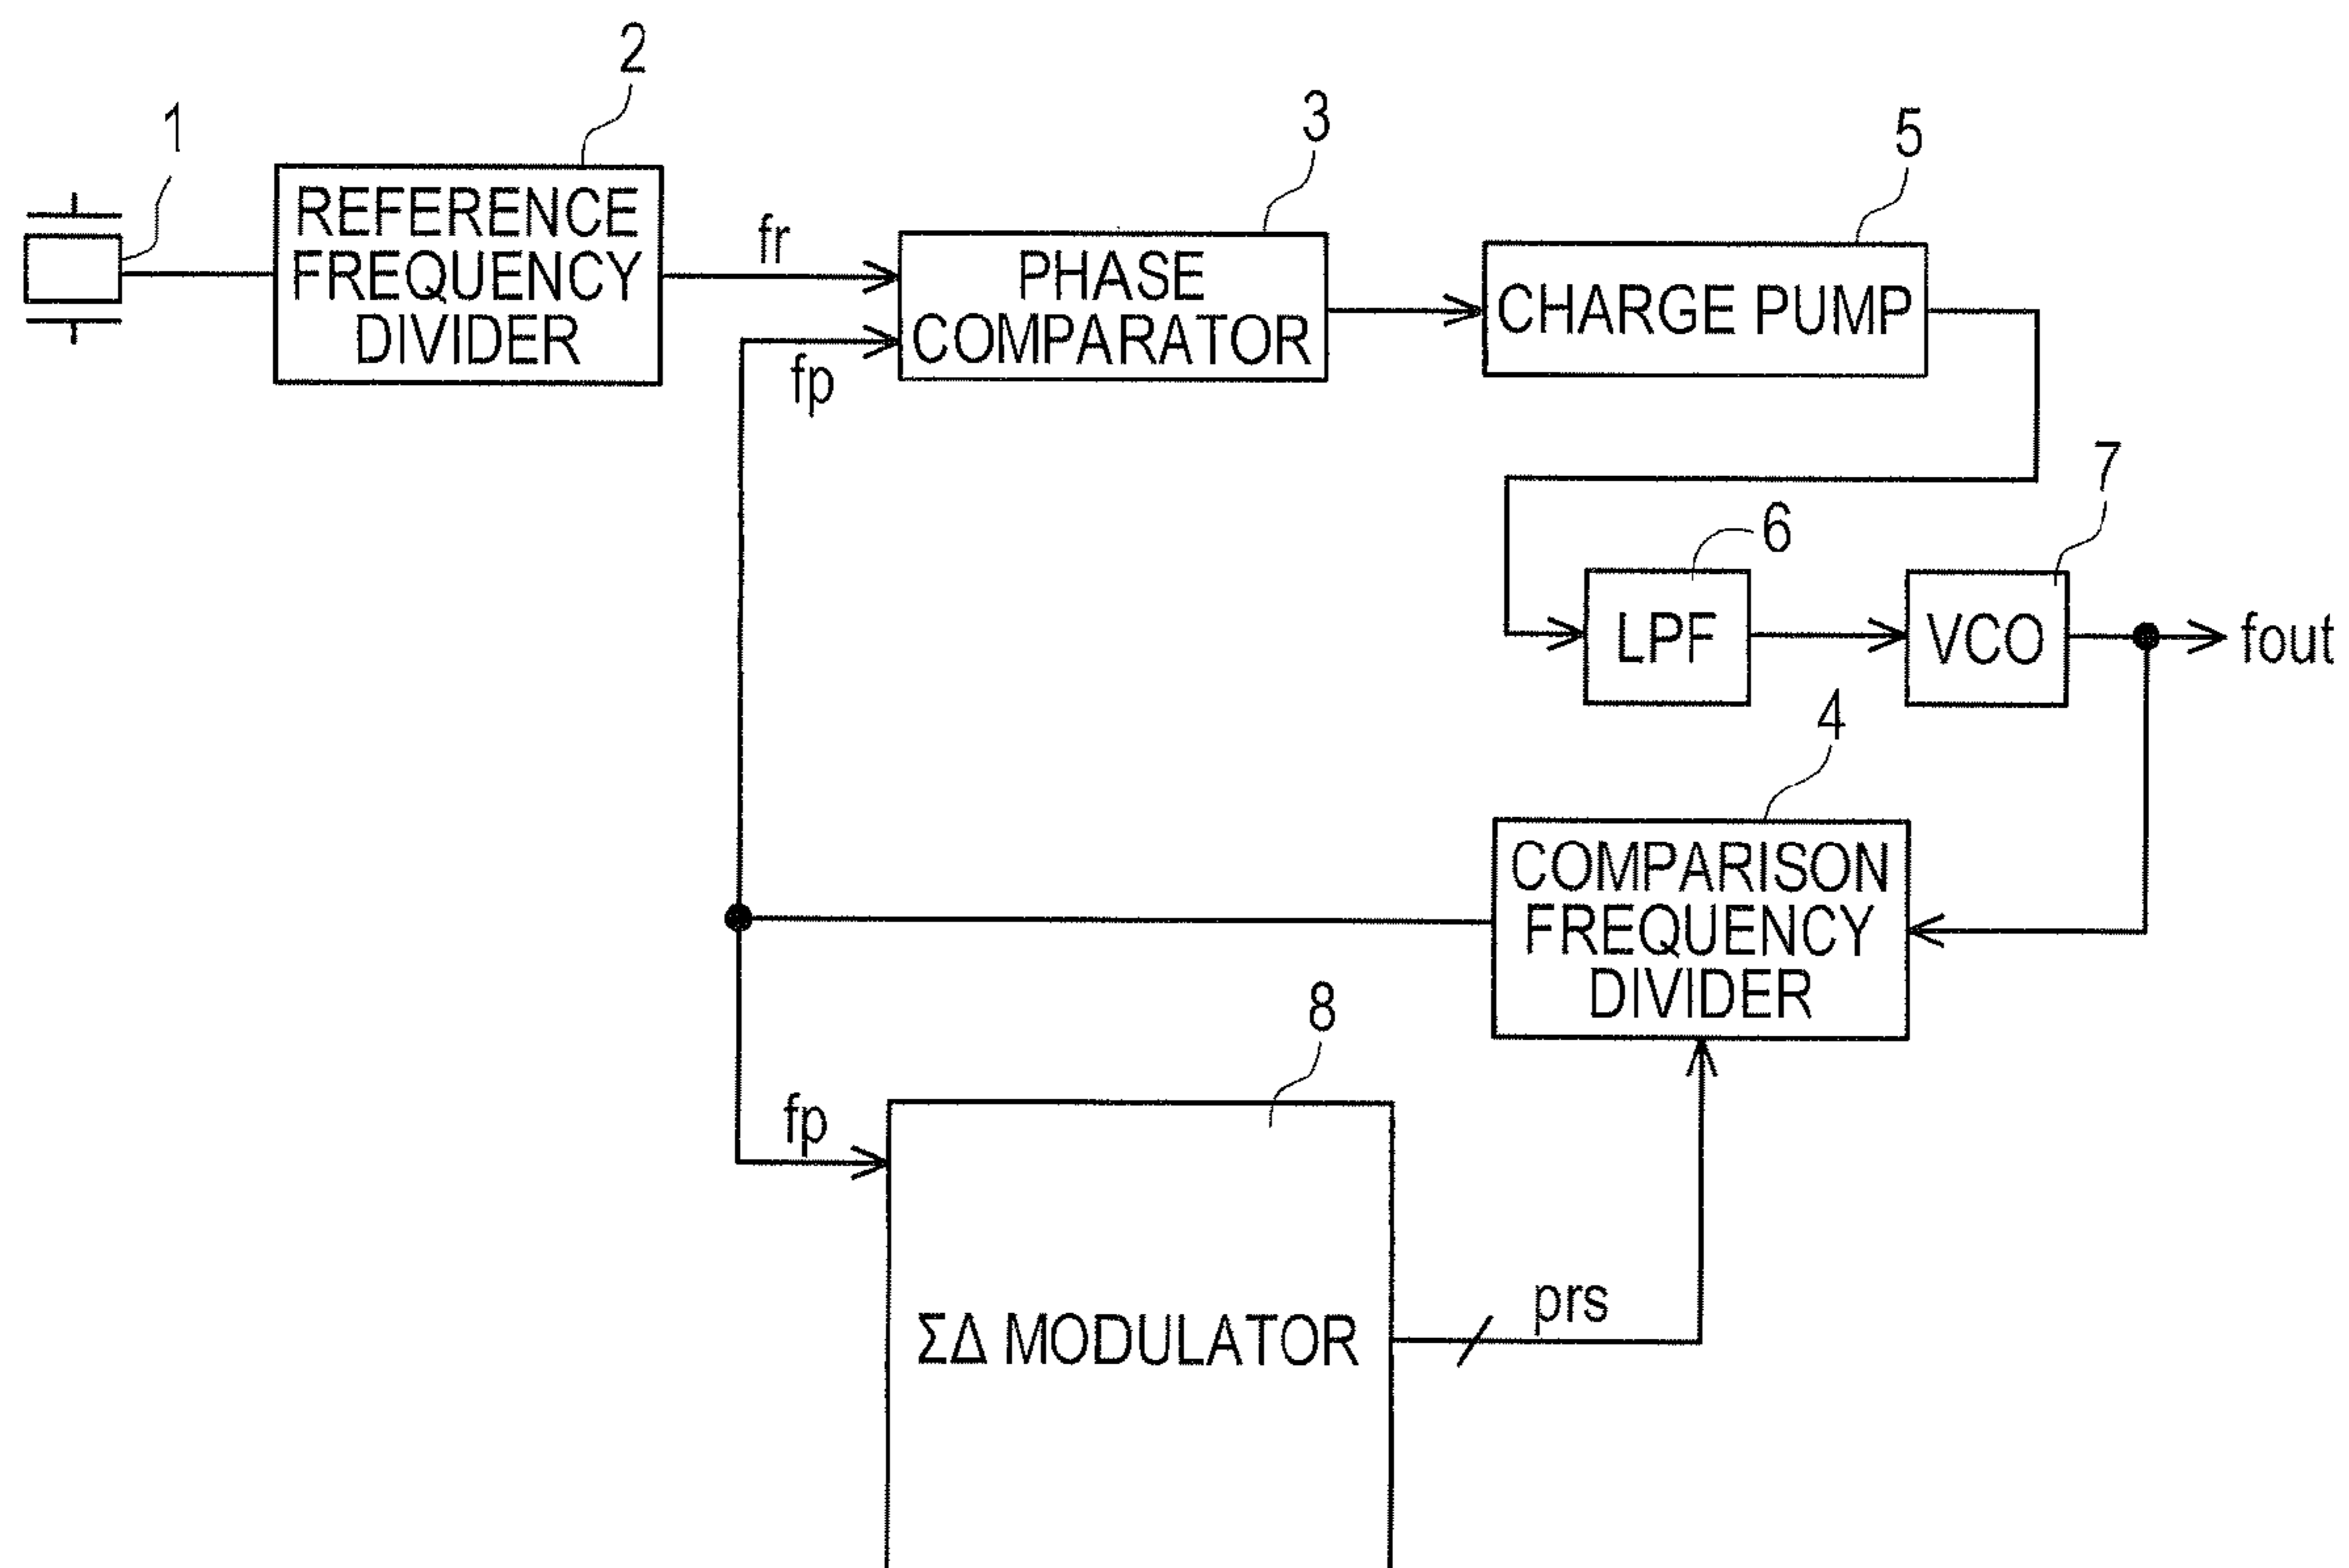 1
2
REFERENCE
FREQUENCY
DIVIDER
fr
fp
3
PHASE
COMPARATOR
5
CHARGE PUMP
6
LPF
7
VCO
fout
4
COMPARISON
FREQUENCY
DIVIDER
8
fp
ΣΔ MODULATOR
prs